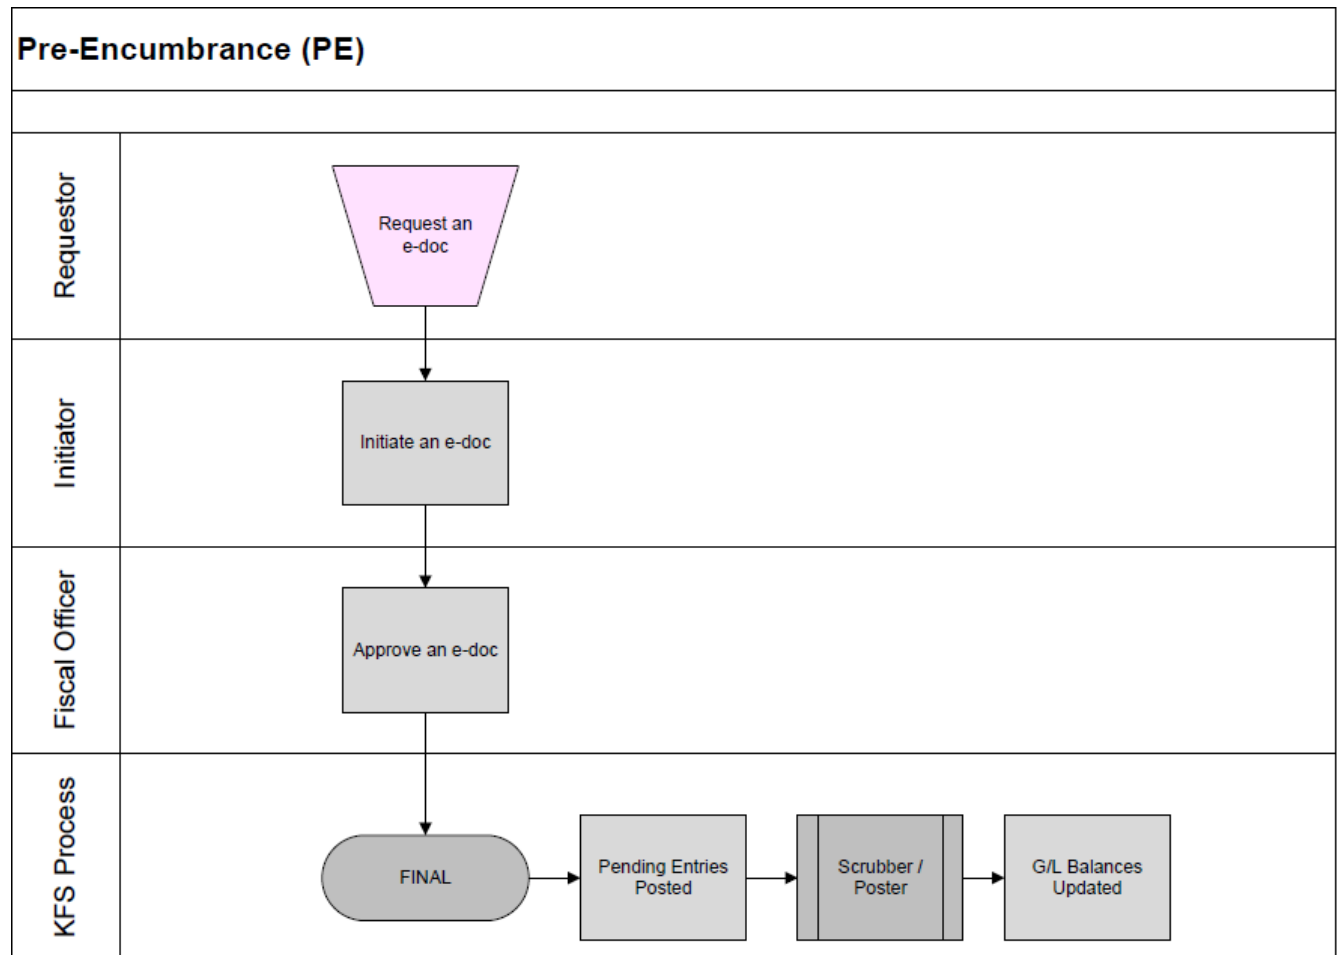 Pre-Encumbrance (PE)
Requestor
Request an
e-doc
Initiator
Initiate an e-doc
Fiscal Officer
Approve an e-doc
KFS Process
FINAL
Pending Entries
Posted
Scrubber /
Poster
G/L Balances
Updated